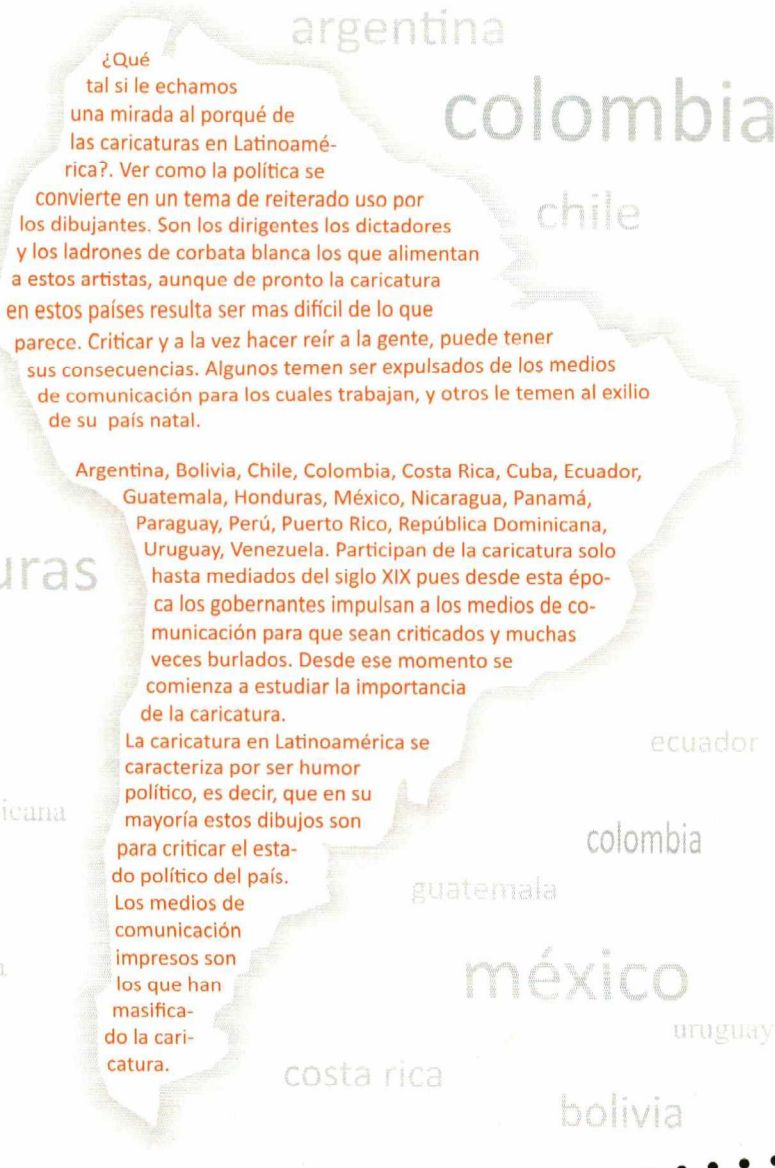 argentina
¿Qué
tal si le echamos
una mirada al porqué de
las caricaturas en Latinoamé-
rica?. Ver como la política se
convierte en un tema de reiterado uso por
los dibujantes. Son los dirigentes los dictadores
y los ladrones de corbata blanca los que alimentan
a estos artistas, aunque de pronto la caricatura
en estos países resulta ser mas difícil de lo que
parece. Criticar y a la vez hacer reír a la gente, puede tener
sus consecuencias. Algunos temen ser expulsados de los medios
de comunicación para los cuales trabajan, y otros le temen al exilio
de su país natal.
colombia
chile
Argentina, Bolivia, Chile, Colombia, Costa Rica, Cuba, Ecuador,
Guatemala, Honduras, México, Nicaragua, Panamá,
Paraguay, Perú, Puerto Rico, República Dominicana,
Uruguay, Venezuela. Participan de la caricatura solo
hasta mediados del siglo XIX pues desde esta épo-
ca los gobernantes impulsan a los medios de co-
municación para que sean criticados y muchas
veces burlados. Desde ese momento se
comienza a estudiar la importancia
de la caricatura.
La caricatura en Latinoamérica se
caracteriza por ser humor
político, es decir, que en su
mayoría estos dibujos son
para criticar el esta-
do político del país.
Los medios de
comunicación
impresos son
los que han
masifica-
do la cari-
catura.
uras
icana
ecuador
colombia
guatemala
méxico
uruguay
costa rica
bolivia